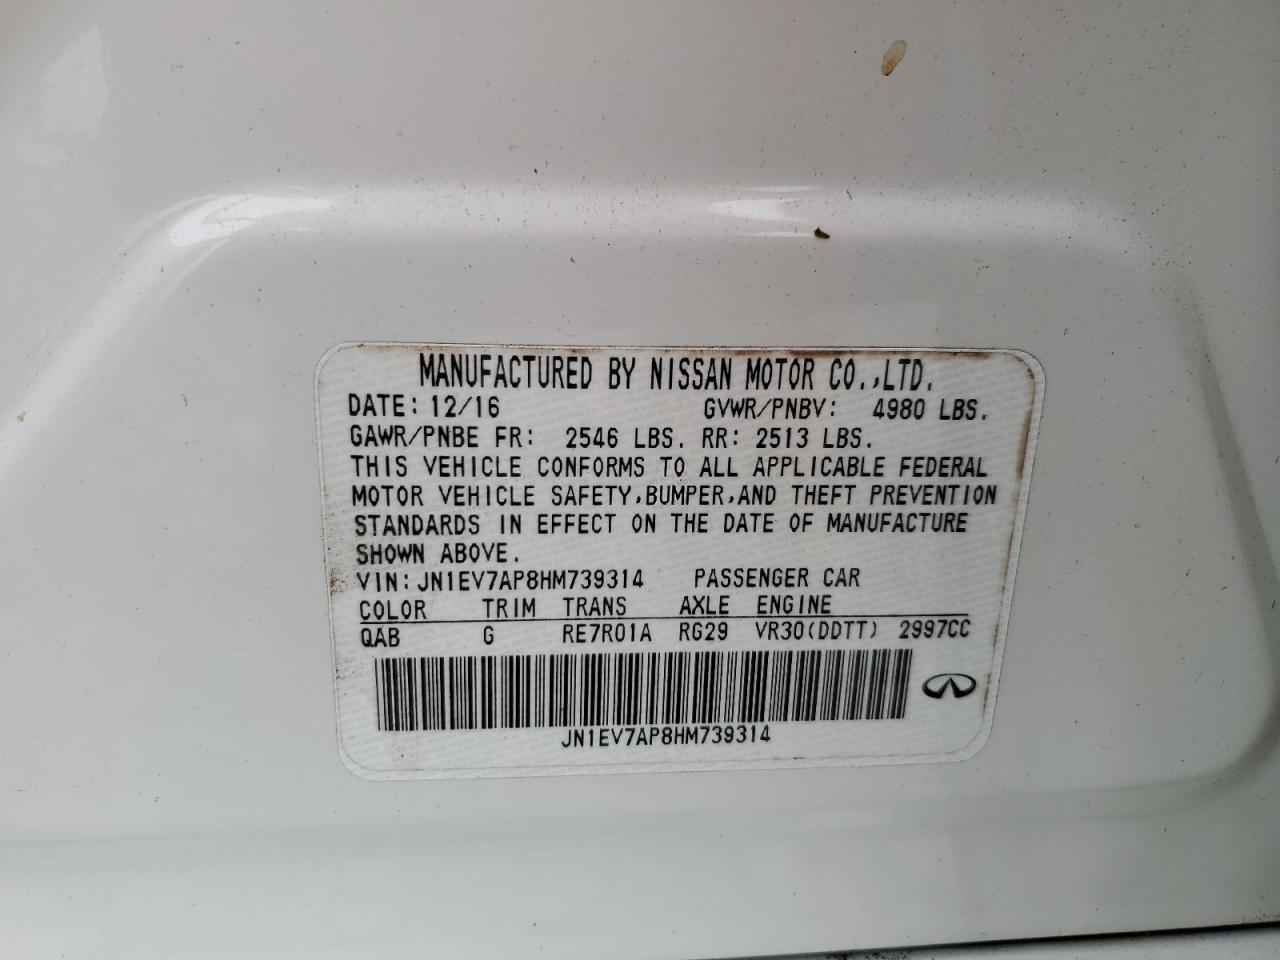 MANUFACTURED BY NISSAN MOTOR CO.,LTD.
DATE: 12/16 GVWR/PNBV: 4980 LBS.
GAWR/PNBE FR: 2546 LBS. RR: 2513 LBS.
THIS VEHICLE CONFORMS TO ALL APPLICABLE FEDERAL
MOTOR VEHICLE SAFETY,BUMPER,AND THEFT PREVENTION
STANDARDS IN EFFECT ON THE DATE OF MANUFACTURE
SHOWN ABOVE.
VIN: JN1EV7AP8HM739314 PASSENGER CAR
COLOR TRIM TRANS AXLE ENGINE
QAB G RE7R01A RG29 VR30(DDTT) 2997CC
JN1EV7AP8HM739314